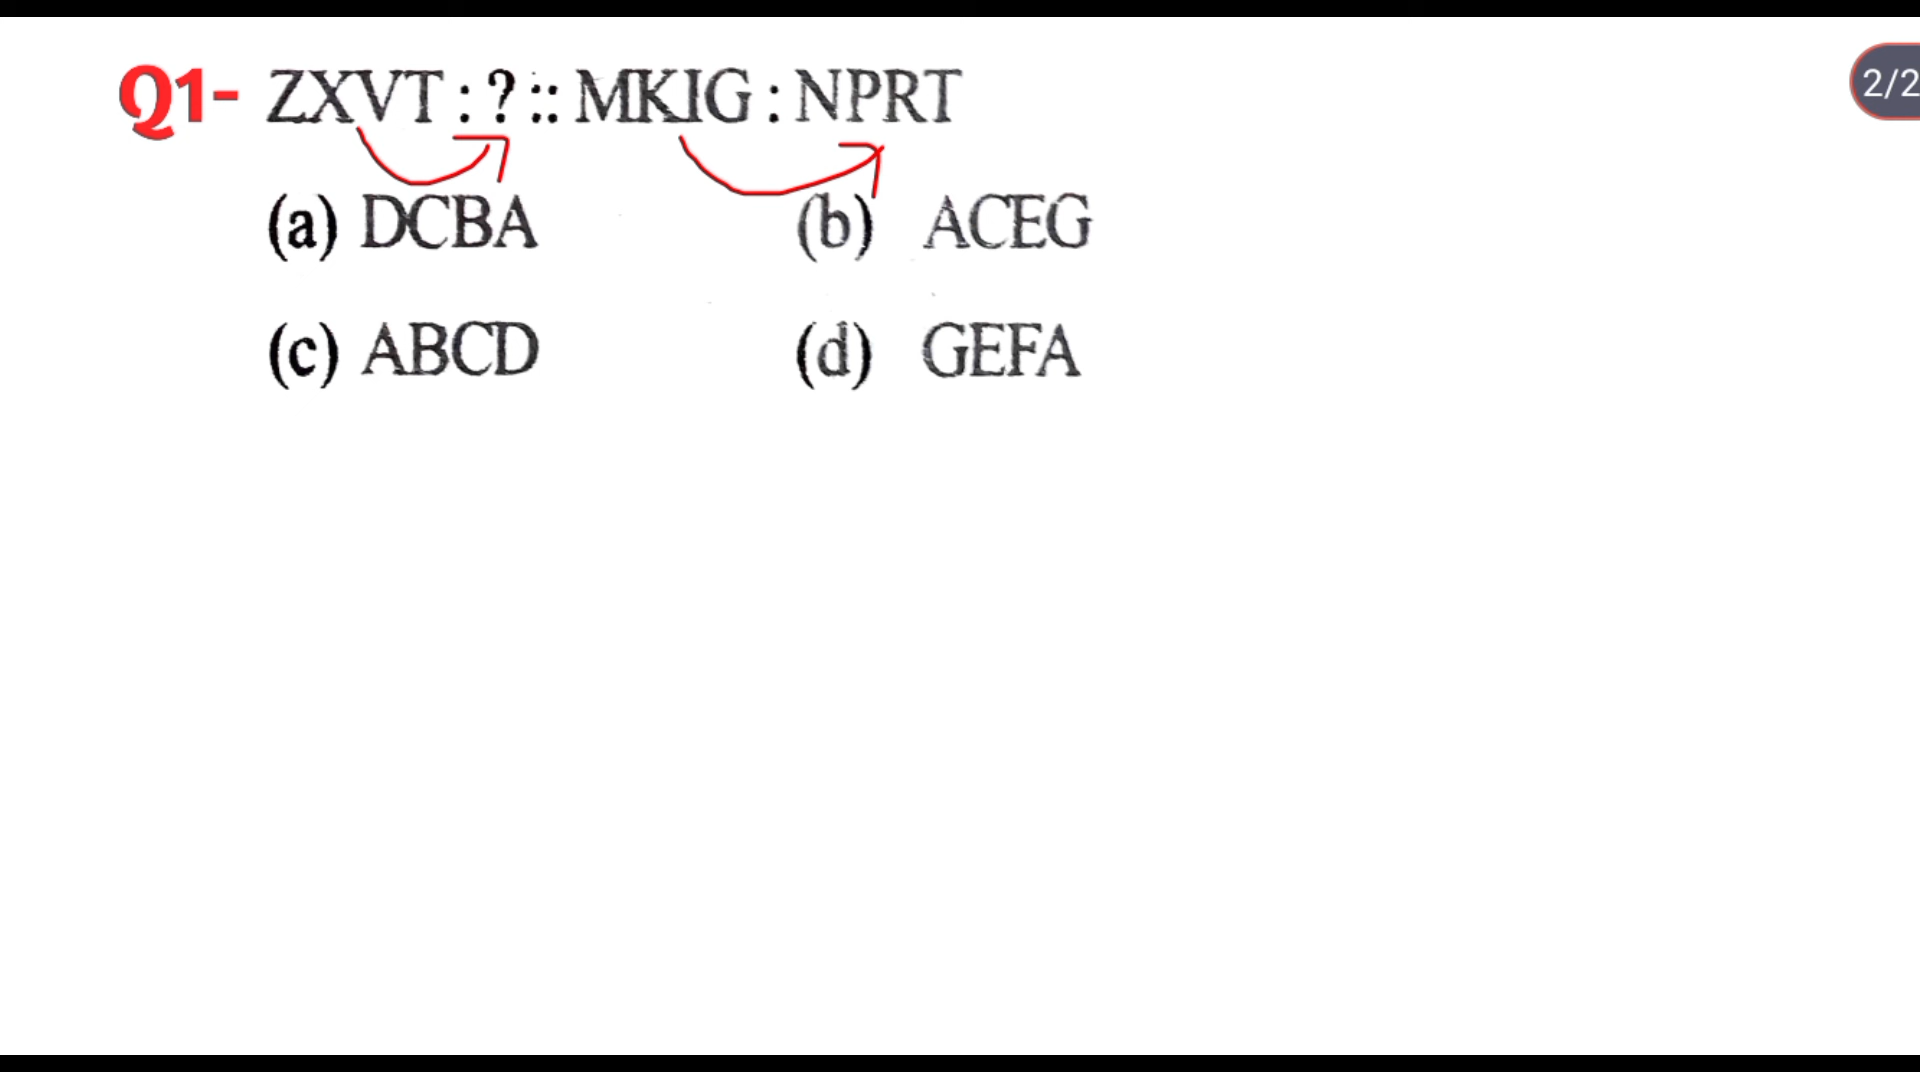 Q1- ZXVT : ? :: MKIG : NPRT
2/2
(a) DCBA (b) ACEG
(c) ABCD (d) GEFA